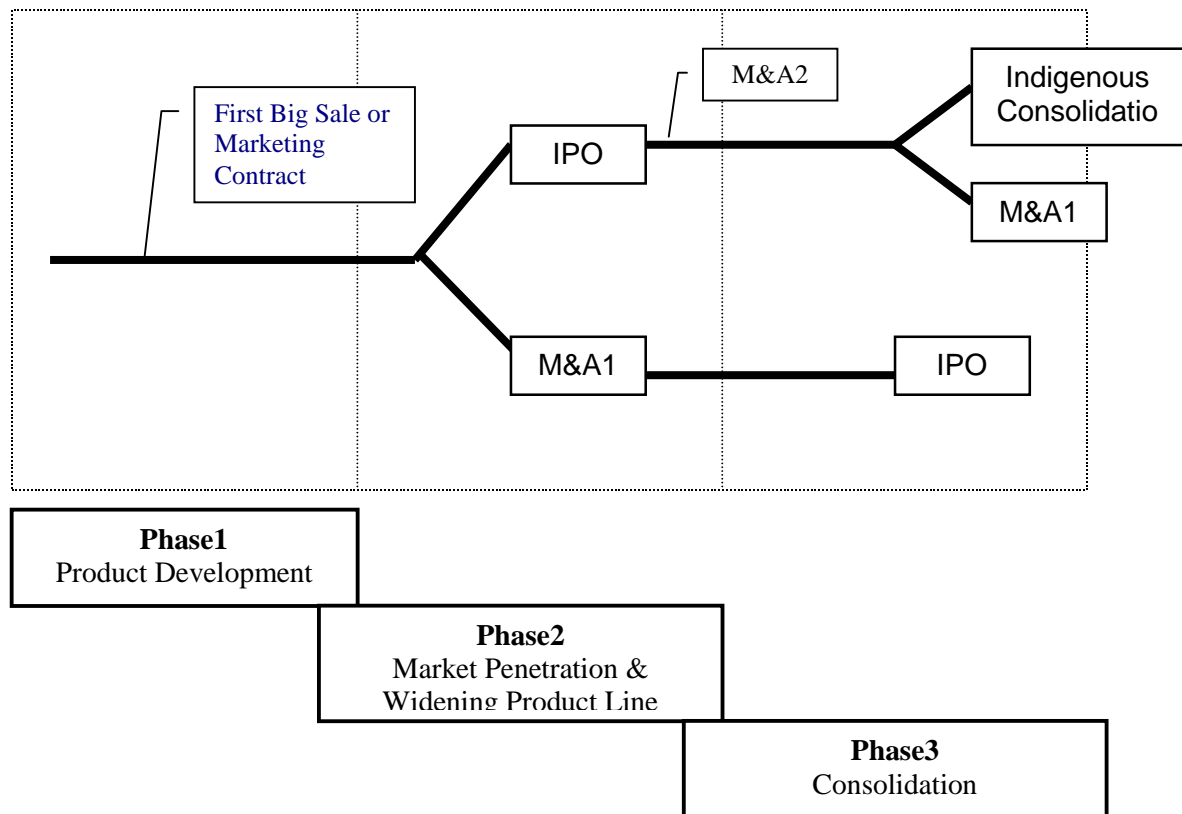 First Big Sale or
Marketing
Contract
IPO
M&A2
Indigenous
Consolidatio
M&A1
M&A1
IPO
Phase1
Product Development
Phase2
Market Penetration &
Widening Product Line
Phase3
Consolidation